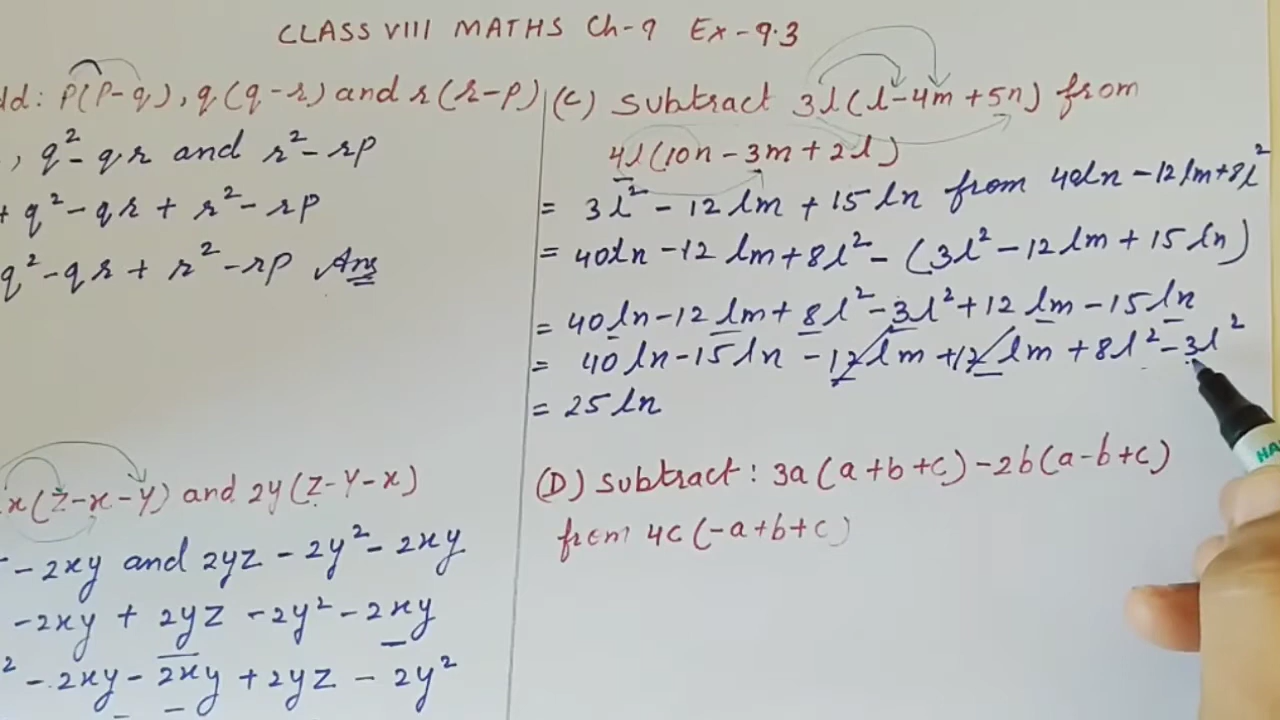 CLASS VIII MATHS Ch-9 Ex-9.3
ld: P(P-q), q(q-r) and r(r-p)
, q²-qr and r²-rp
+ q²-qr + r²-rp
q²-qr + r²-rp Ans
x(z-x-y) and 2y(z-y-x)
- 2xy and 2yz - 2y² - 2xy
-2xy + 2yz - 2y² - 2xy
² - 2xy - 2xy + 2yz - 2y²
(C) Subtract 3l(l-4m+5n) from
4l(10n-3m+2l)
= 3l² - 12lm + 15ln from 40ln - 12lm + 8l²
= 40ln - 12lm + 8l² - (3l² - 12lm + 15ln)
= 40ln - 12lm + 8l² - 3l² + 12lm - 15ln
= 40ln - 15ln - 12lm + 12lm + 8l² - 3l²
= 25ln
(D) Subtract: 3a(a+b+c) - 2b(a-b+c)
from 4c(-a+b+c)
HA